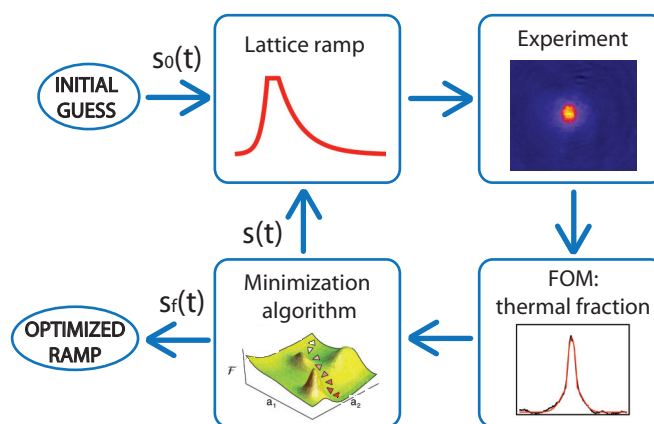 INITIAL
GUESS
s₀(t)
Lattice ramp
Experiment
s(t)
FOM:
thermal fraction
Minimization
algorithm
F
a₁
a₂
sf(t)
OPTIMIZED
RAMP